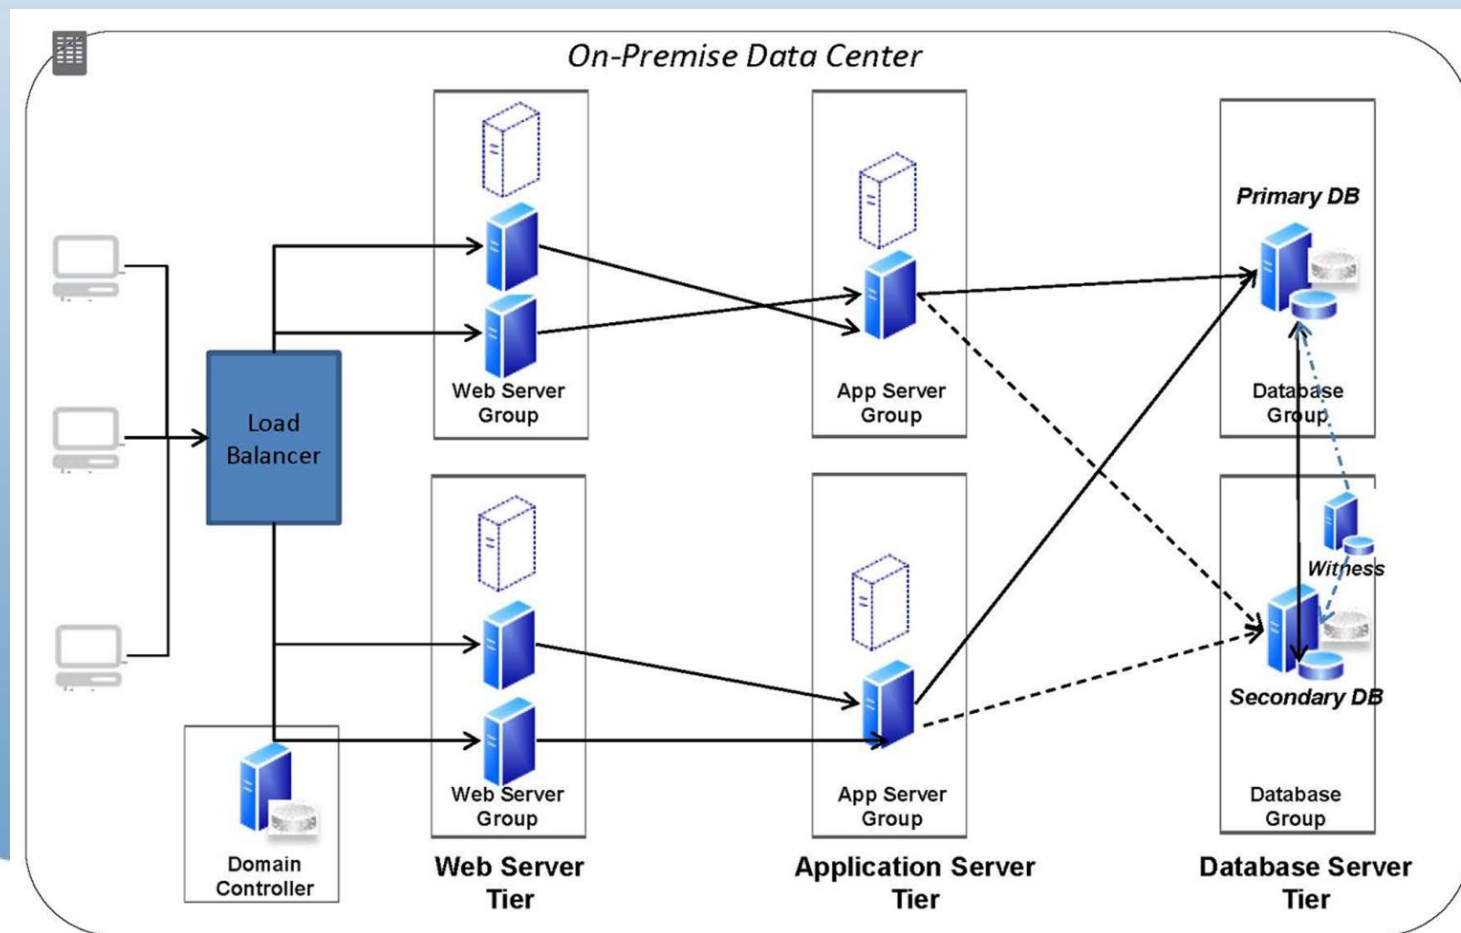 On-Premise Data Center
Primary DB
Load
Balancer
Web Server
Group
App Server
Group
Database
Group
Witness
Secondary DB
Web Server
Group
App Server
Group
Database
Group
Domain
Controller
Web Server
Tier
Application Server
Tier
Database Server
Tier